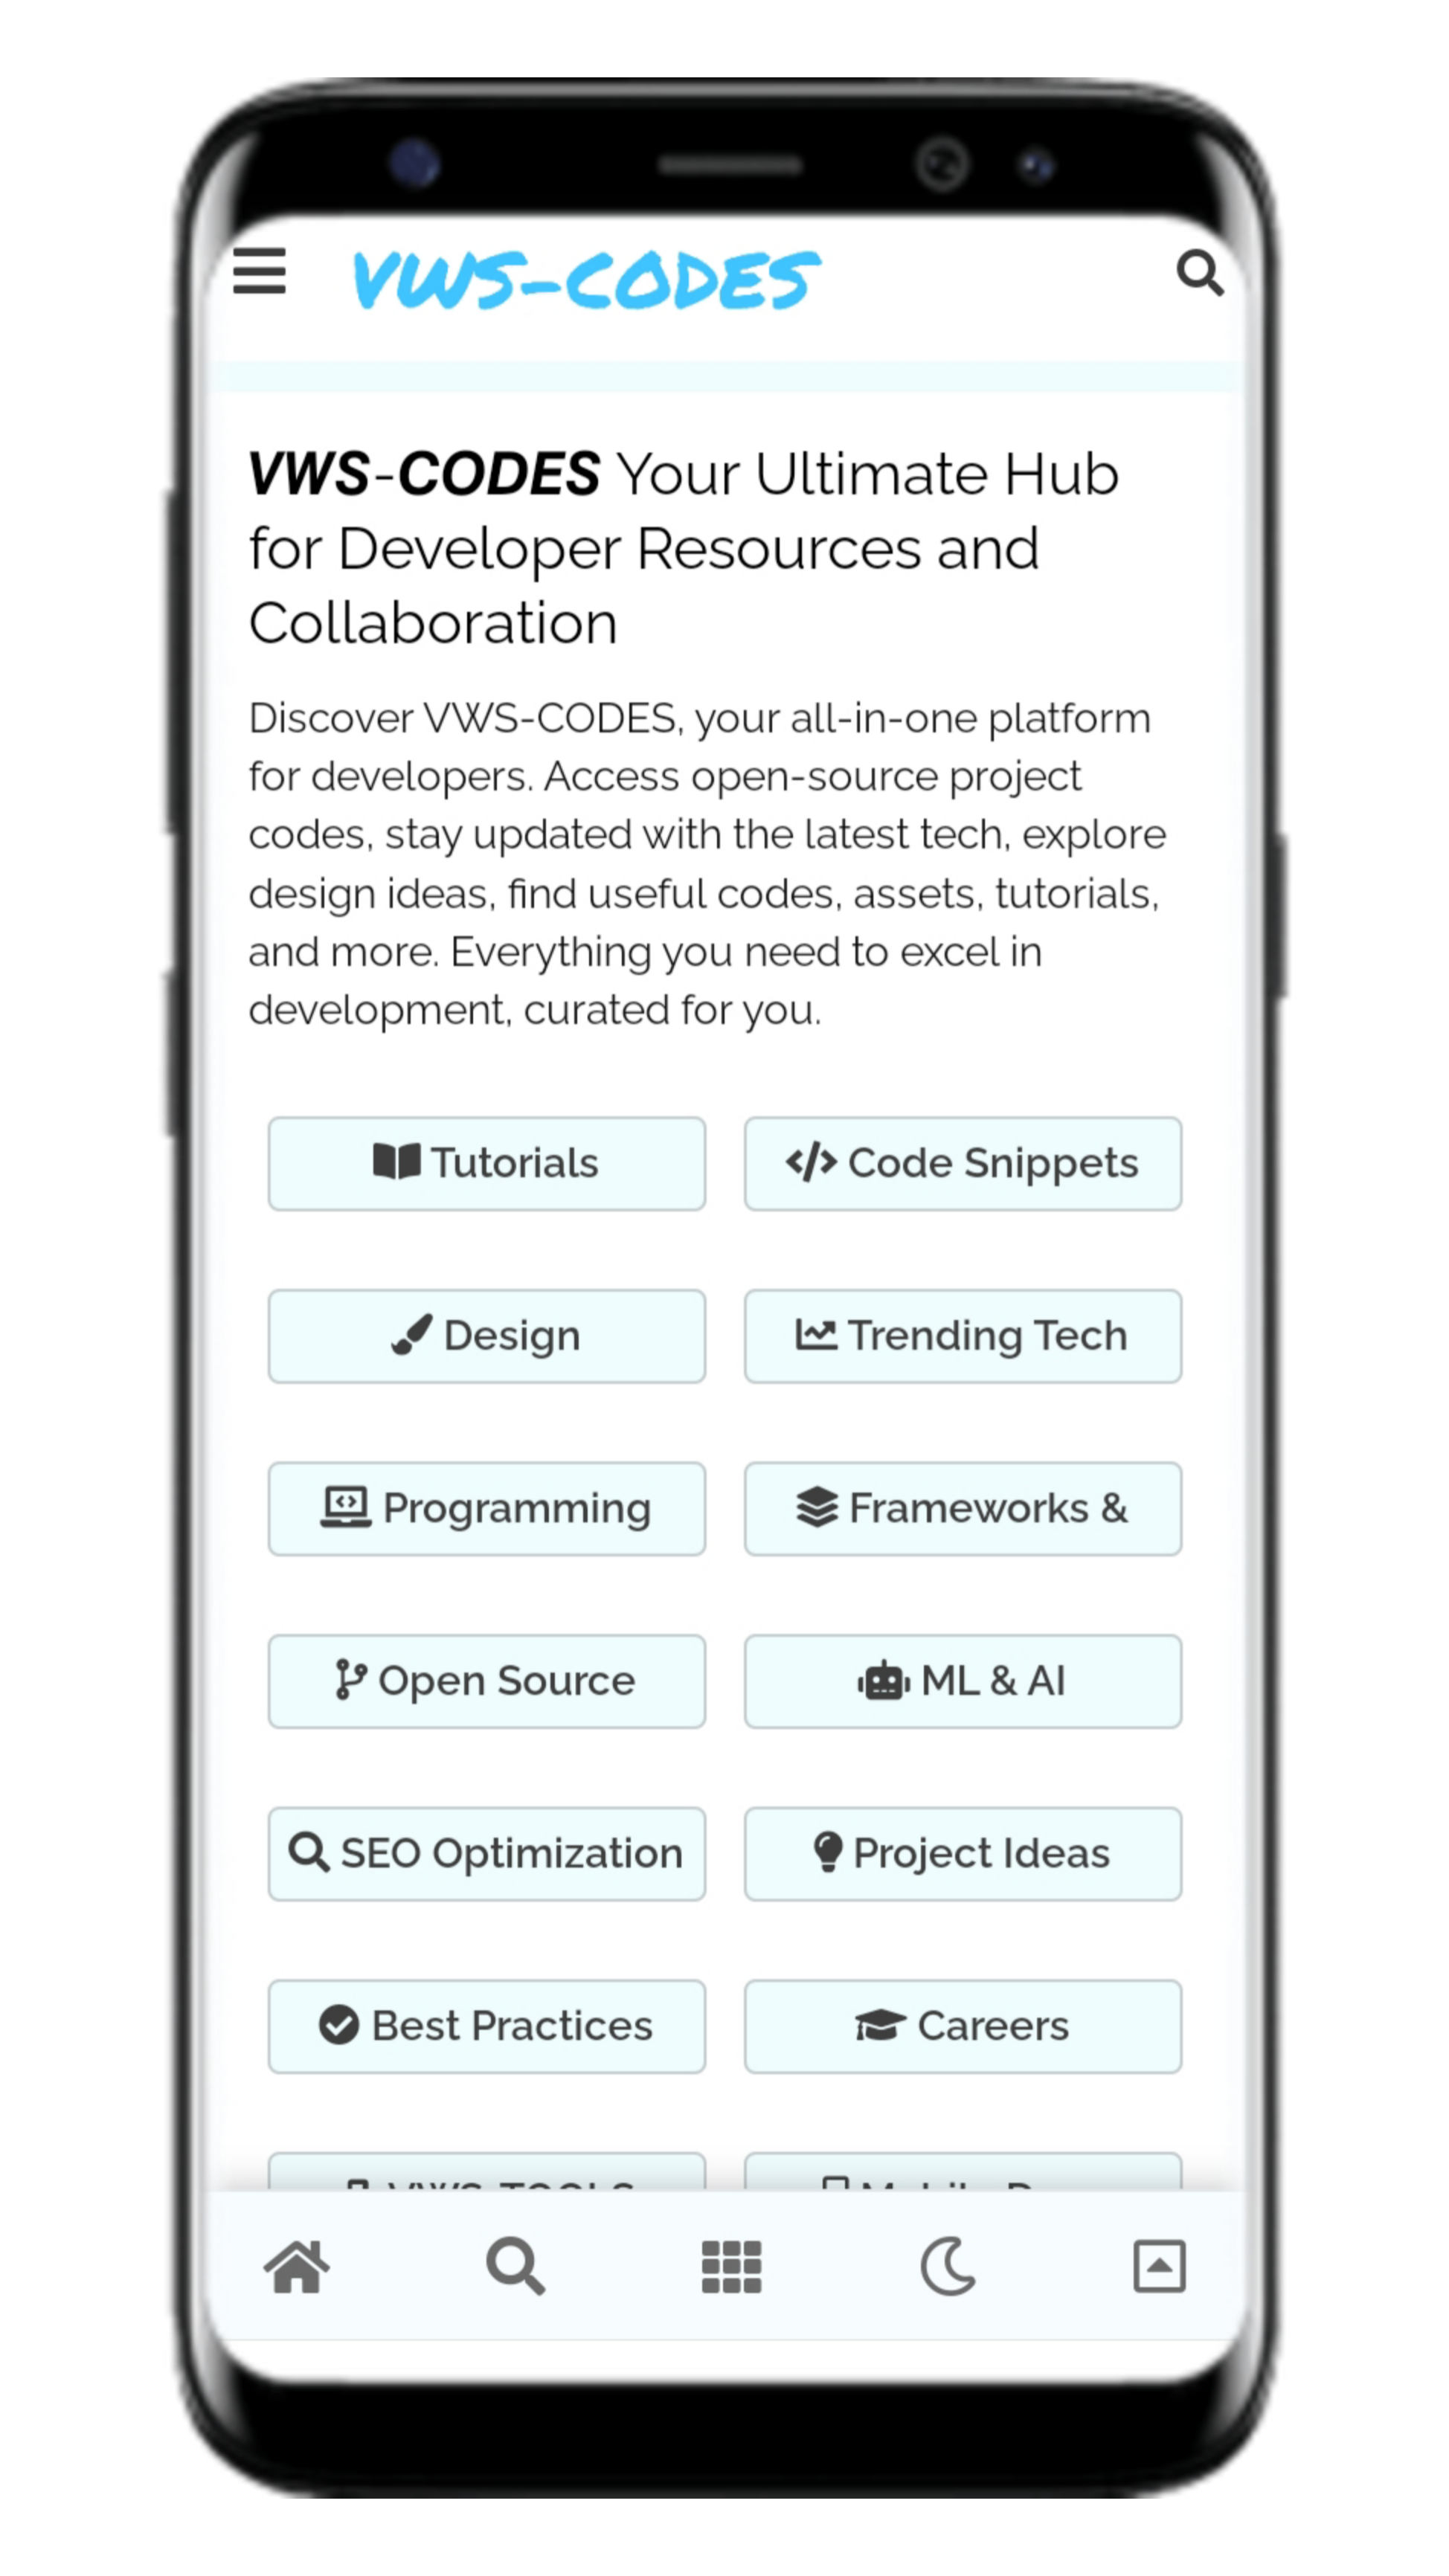 VWS-CODES
VWS-CODES Your Ultimate Hub
for Developer Resources and
Collaboration
Discover VWS-CODES, your all-in-one platform
for developers. Access open-source project
codes, stay updated with the latest tech, explore
design ideas, find useful codes, assets, tutorials,
and more. Everything you need to excel in
development, curated for you.
Tutorials
Code Snippets
Design
Trending Tech
Programming
Frameworks &
Open Source
ML & AI
SEO Optimization
Project Ideas
Best Practices
Careers
VWS-TOOLS